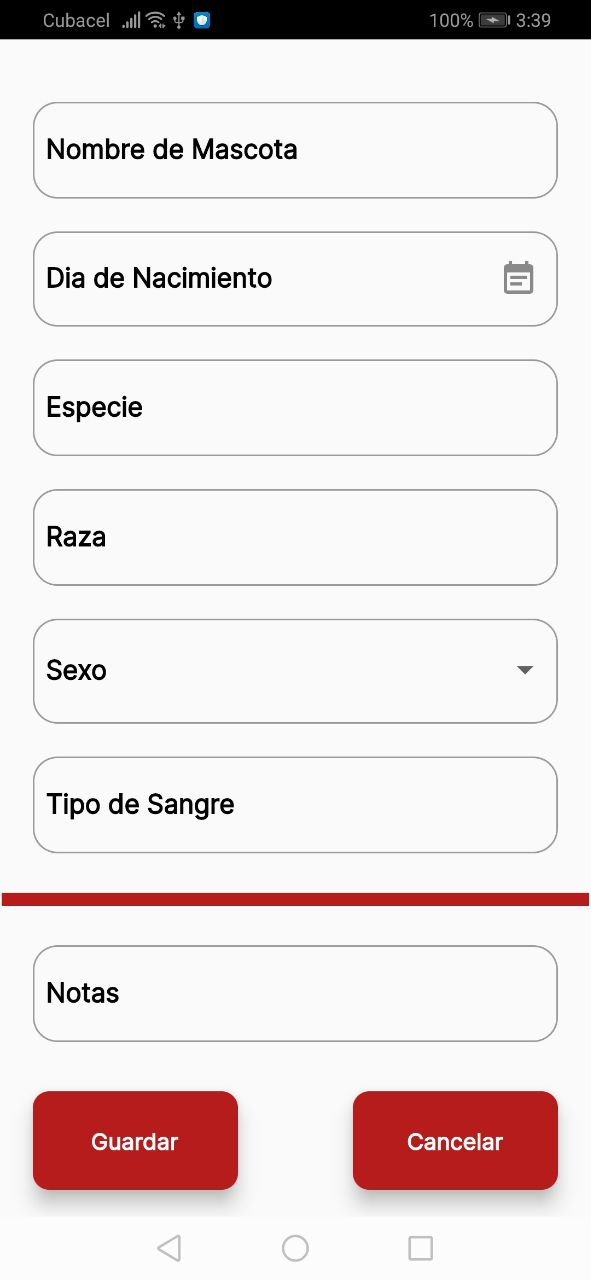 Cubacel 100% 3:39
Nombre de Mascota
Dia de Nacimiento
Especie
Raza
Sexo
Tipo de Sangre
Notas
Guardar Cancelar